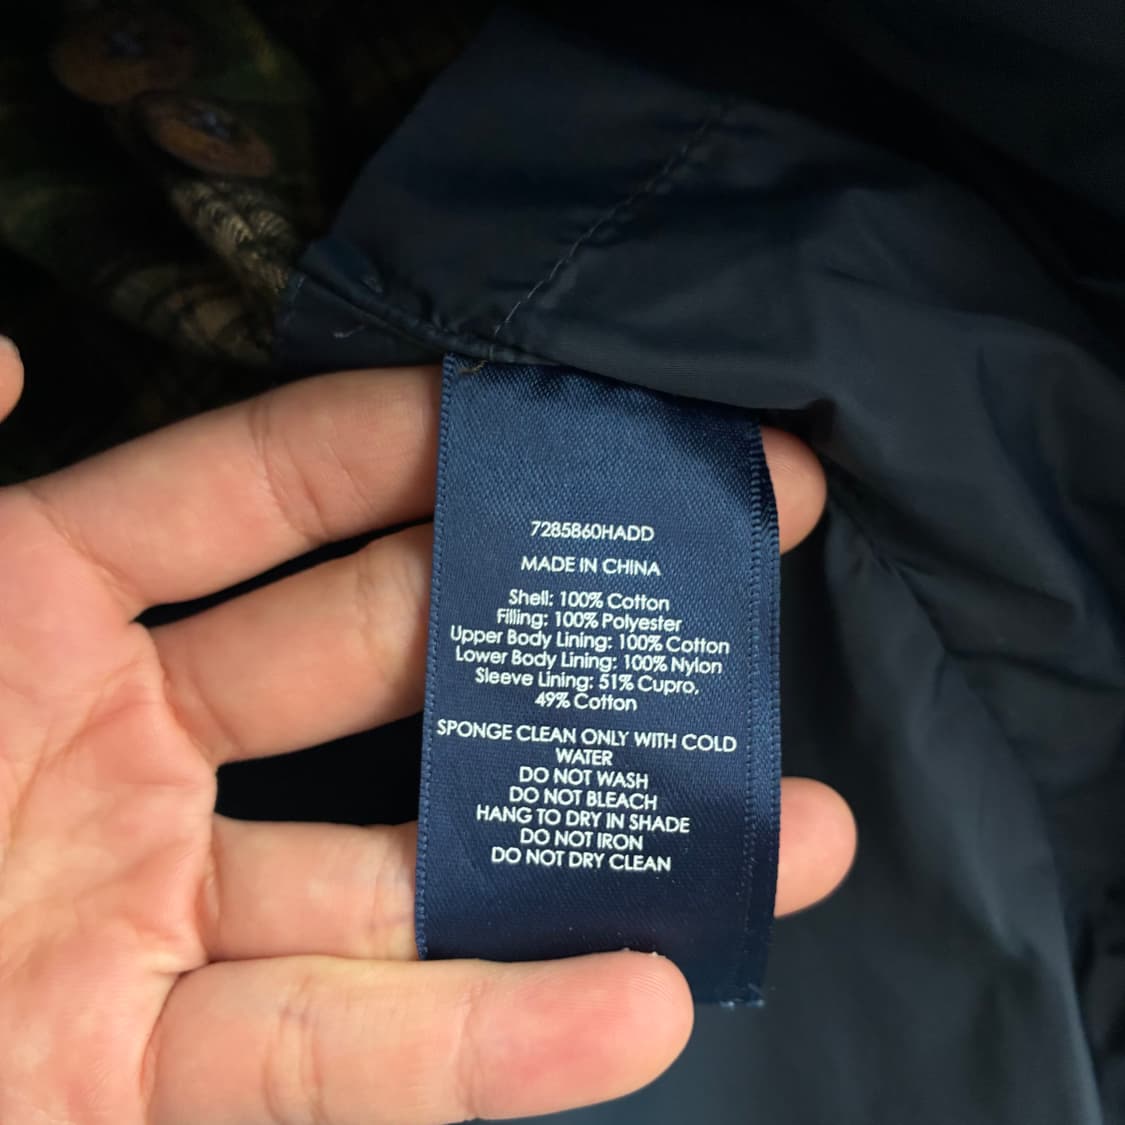 7285860HADD
MADE IN CHINA
Shell: 100% Cotton
Filling: 100% Polyester
Upper Body Lining: 100% Cotton
Lower Body Lining: 100% Nylon
Sleeve Lining: 51% Cupro,
49% Cotton
SPONGE CLEAN ONLY WITH COLD
WATER
DO NOT WASH
DO NOT BLEACH
HANG TO DRY IN SHADE
DO NOT IRON
DO NOT DRY CLEAN